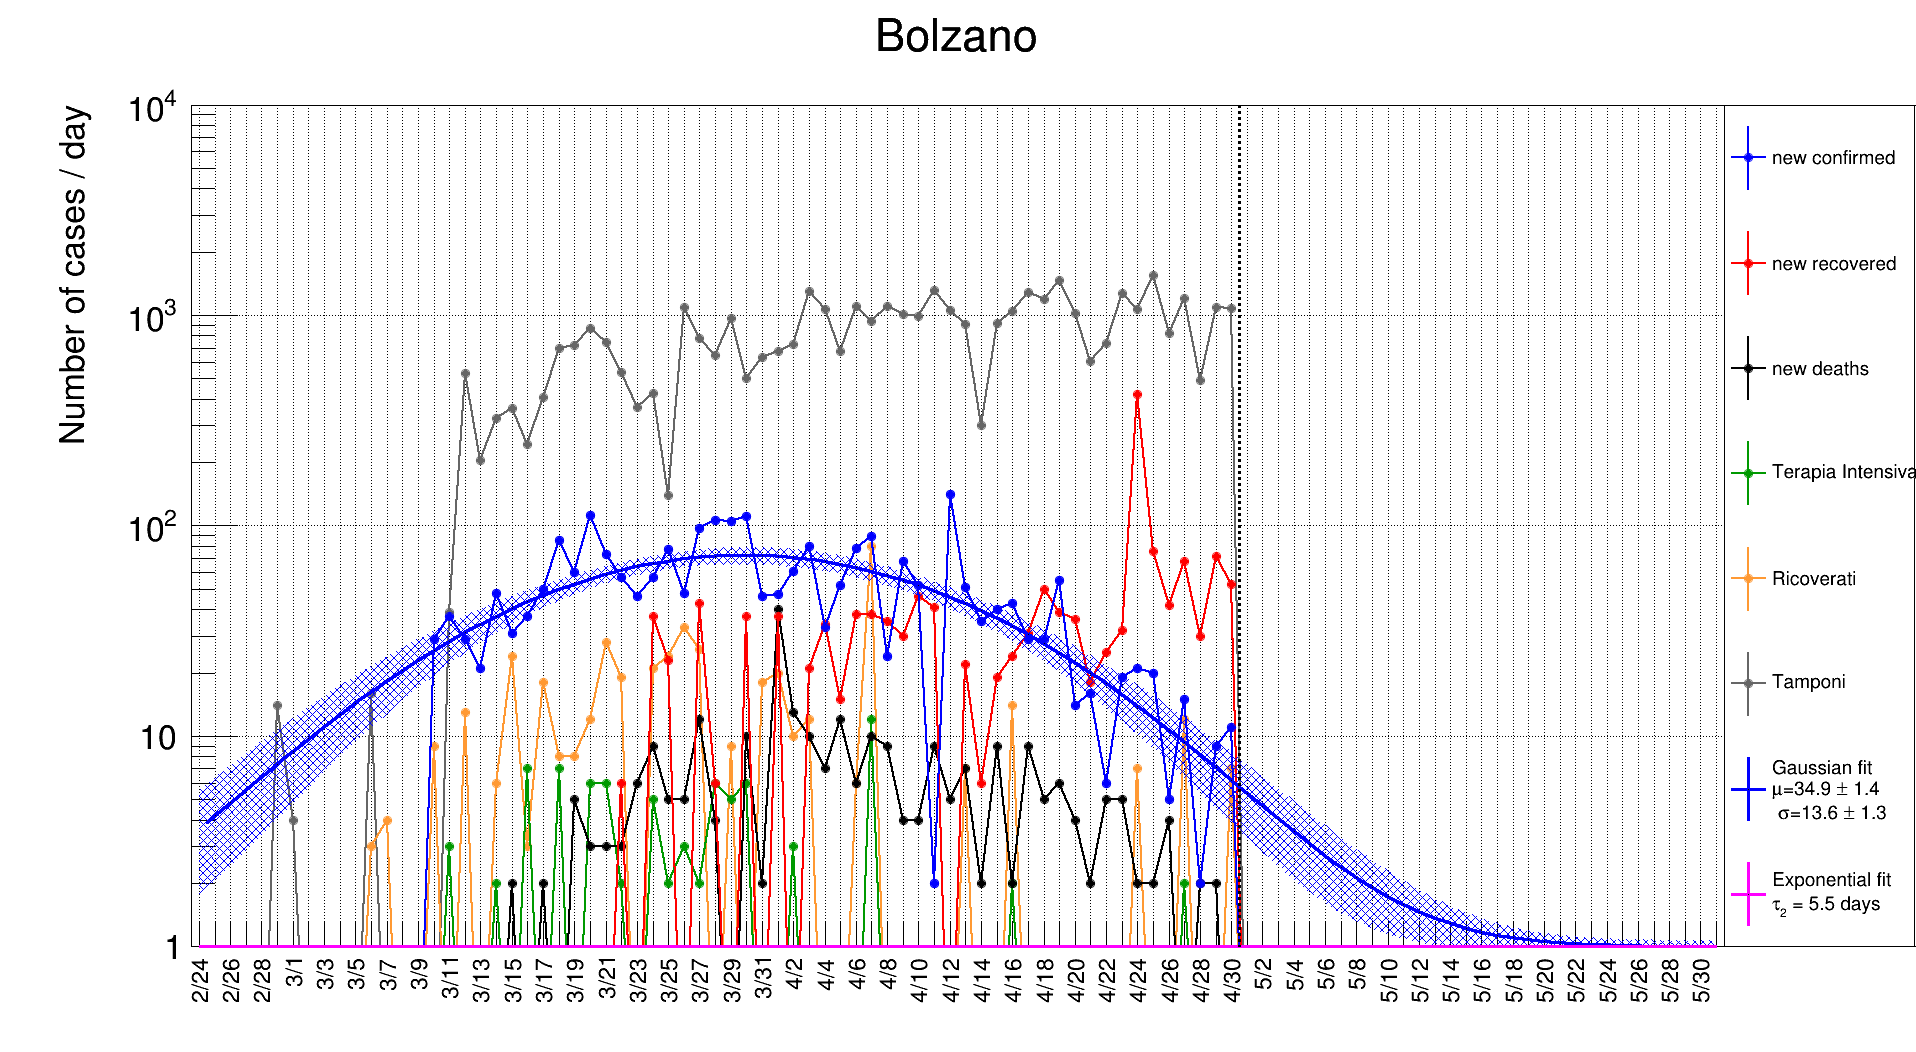 Bolzano
Number of cases / day
10⁴
10³
10²
10
1
2/24 2/26 2/28 3/1 3/3 3/5 3/7 3/9 3/11 3/13 3/15 3/17 3/19 3/21 3/23 3/25 3/27 3/29 3/31 4/2 4/4 4/6 4/8 4/10 4/12 4/14 4/16 4/18 4/20 4/22 4/24 4/26 4/28 4/30 5/2 5/4 5/6 5/8 5/10 5/12 5/14 5/16 5/18 5/20 5/22 5/24 5/26 5/28 5/30
new confirmed
new recovered
new deaths
Terapia Intensiva
Ricoverati
Tamponi
Gaussian fit
μ=34.9 ± 1.4
σ=13.6 ± 1.3
Exponential fit
τ₂ = 5.5 days